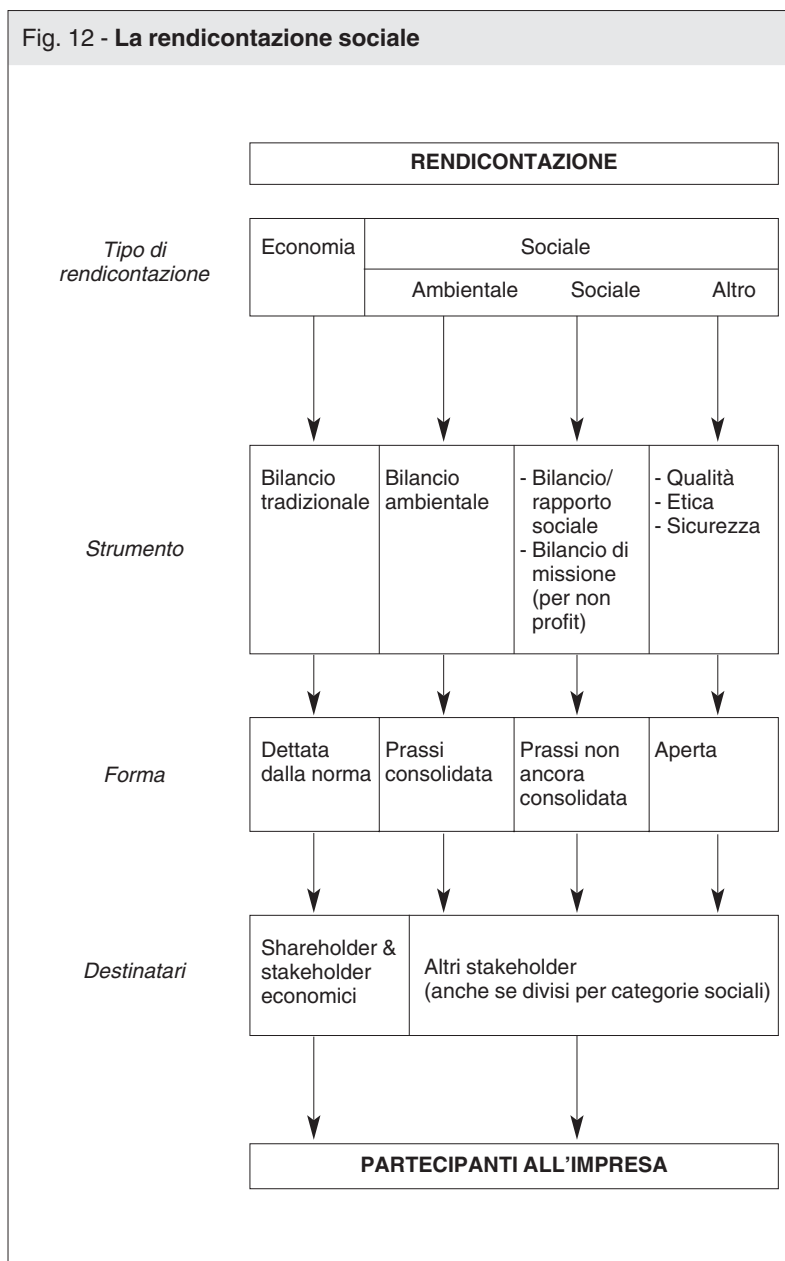 Fig. 12 - La rendicontazione sociale
RENDICONTAZIONE
Tipo di
rendicontazione
Economia
Sociale
Ambientale
Sociale
Altro
Strumento
Bilancio
tradizionale
Bilancio
ambientale
- Bilancio/
rapporto
sociale
- Bilancio di
missione
(per non
profit)
- Qualità
- Etica
- Sicurezza
Forma
Dettata
dalla norma
Prassi
consolidata
Prassi non
ancora
consolidata
Aperta
Destinatari
Shareholder &
stakeholder
economici
Altri stakeholder
(anche se divisi per categorie sociali)
PARTECIPANTI ALL'IMPRESA